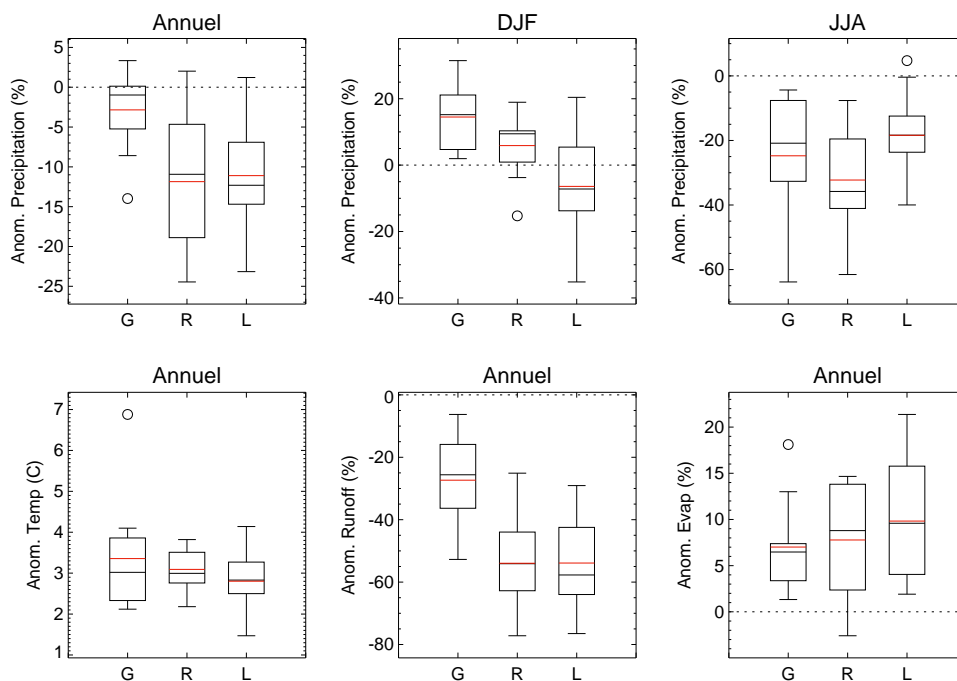 Annuel
Anom. Precipitation (%)
5
0
-5
-10
-15
-20
-25
G R L
DJF
Anom. Precipitation (%)
20
0
-20
-40
G R L
JJA
Anom. Precipitation (%)
0
-20
-40
-60
G R L
Annuel
Anom. Temp (C)
7
6
5
4
3
2
1
G R L
Annuel
Anom. Runoff (%)
0
-20
-40
-60
-80
G R L
Annuel
Anom. Evap (%)
20
15
10
5
0
G R L